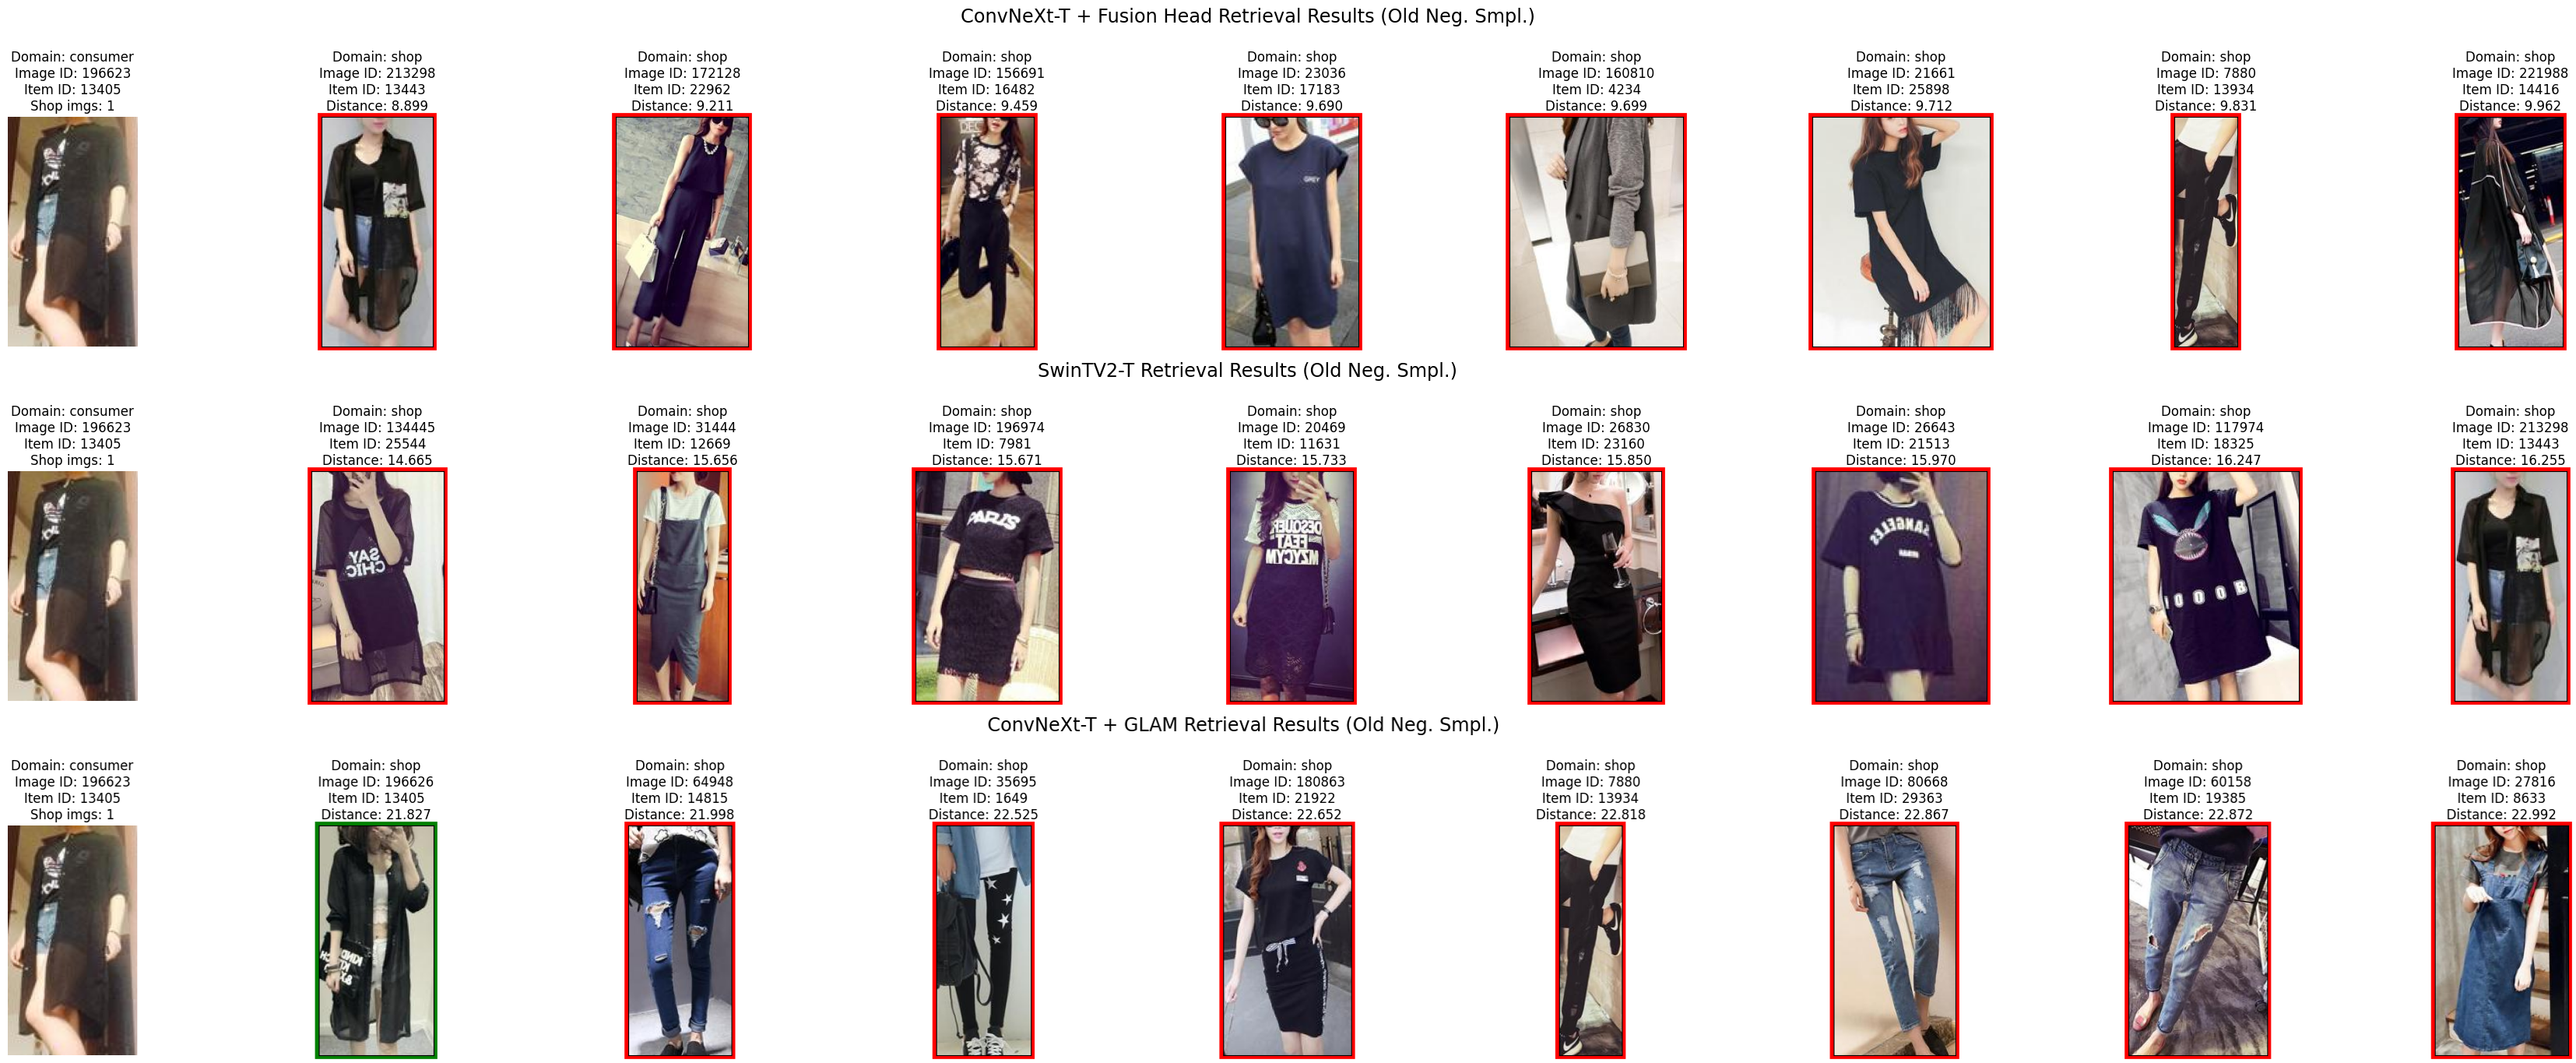 ConvNeXt-T + Fusion Head Retrieval Results (Old Neg. Smpl.)
Domain: consumer
Image ID: 196623
Item ID: 13405
Shop imgs: 1
Domain: shop
Image ID: 213298
Item ID: 13443
Distance: 8.899
Domain: shop
Image ID: 172128
Item ID: 22962
Distance: 9.211
Domain: shop
Image ID: 156691
Item ID: 16482
Distance: 9.459
Domain: shop
Image ID: 23036
Item ID: 17183
Distance: 9.690
Domain: shop
Image ID: 160810
Item ID: 4234
Distance: 9.699
Domain: shop
Image ID: 21661
Item ID: 25898
Distance: 9.712
Domain: shop
Image ID: 7880
Item ID: 13934
Distance: 9.831
Domain: shop
Image ID: 221988
Item ID: 14416
Distance: 9.962
GREY
SwinTV2-T Retrieval Results (Old Neg. Smpl.)
Domain: consumer
Image ID: 196623
Item ID: 13405
Shop imgs: 1
Domain: shop
Image ID: 134445
Item ID: 25544
Distance: 14.665
Domain: shop
Image ID: 31444
Item ID: 12669
Distance: 15.656
Domain: shop
Image ID: 196974
Item ID: 7981
Distance: 15.671
Domain: shop
Image ID: 20469
Item ID: 11631
Distance: 15.733
Domain: shop
Image ID: 26830
Item ID: 23160
Distance: 15.850
Domain: shop
Image ID: 26643
Item ID: 21513
Distance: 15.970
Domain: shop
Image ID: 117974
Item ID: 18325
Distance: 16.247
Domain: shop
Image ID: 213298
Item ID: 13443
Distance: 16.255
SAY
CHIC
PARIS
FEAT
MZYCYM
ANGELES
ConvNeXt-T + GLAM Retrieval Results (Old Neg. Smpl.)
Domain: consumer
Image ID: 196623
Item ID: 13405
Shop imgs: 1
Domain: shop
Image ID: 196626
Item ID: 13405
Distance: 21.827
Domain: shop
Image ID: 64948
Item ID: 14815
Distance: 21.998
Domain: shop
Image ID: 35695
Item ID: 1649
Distance: 22.525
Domain: shop
Image ID: 180863
Item ID: 21922
Distance: 22.652
Domain: shop
Image ID: 7880
Item ID: 13934
Distance: 22.818
Domain: shop
Image ID: 80668
Item ID: 29363
Distance: 22.867
Domain: shop
Image ID: 60158
Item ID: 19385
Distance: 22.872
Domain: shop
Image ID: 27816
Item ID: 8633
Distance: 22.992